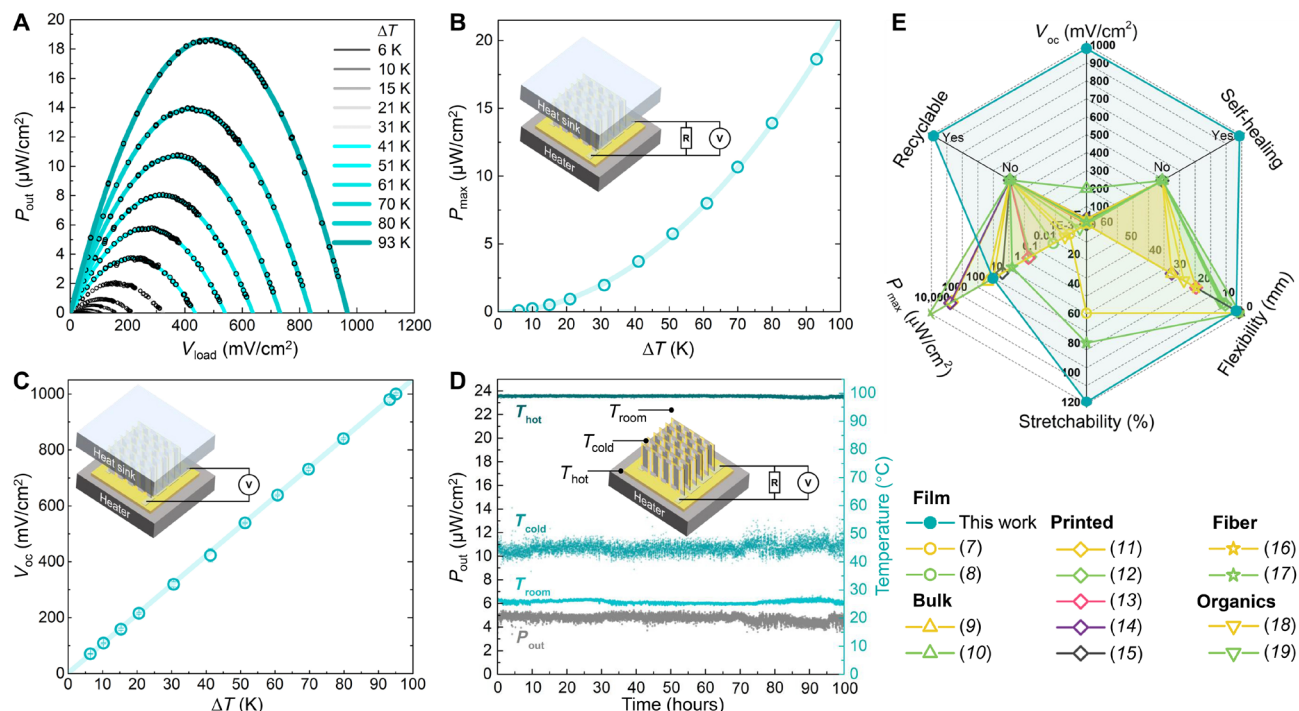 A
P_out (μW/cm²)
20
18
16
14
12
10
8
6
4
2
0
0 200 400 600 800 1000 1200
V_load (mV/cm²)
ΔT
6 K
10 K
15 K
21 K
31 K
41 K
51 K
61 K
70 K
80 K
93 K
B
P_max (μW/cm²)
20
15
10
5
0
0 10 20 30 40 50 60 70 80 90 100
ΔT (K)
Heat sink
Heater
R
V
C
V_oc (mV/cm²)
1000
800
600
400
200
0
0 10 20 30 40 50 60 70 80 90 100
ΔT (K)
Heat sink
Heater
V
D
P_out (μW/cm²)
24
22
20
18
16
14
12
10
8
6
4
2
0
0 10 20 30 40 50 60 70 80 90 100
Time (hours)
100
90
80
70
60
50
40
30
20
10
0
Temperature (°C)
T_hot
T_cold
T_room
P_out
T_room
T_cold
T_hot
Heater
R
V
E
V_oc (mV/cm²)
1000
900
800
700
600
500
400
300
200
100
Self-healing
Yes
No
Flexibility (mm)
60
50
40
30
20
10
0
Stretchability (%)
20
40
60
80
100
120
P_max (μW/cm²)
1E-3
0.01
0.1
1
10
100
1000
10,000
Recyclable
Yes
No
Film
This work
(7)
(8)
Bulk
(9)
(10)
Printed
(11)
(12)
(13)
(14)
(15)
Fiber
(16)
(17)
Organics
(18)
(19)